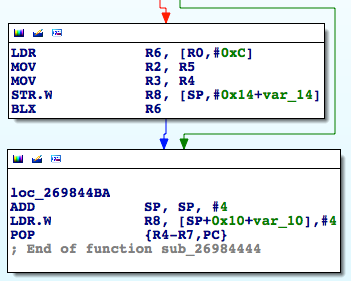 LDR R6, [R0,#0xC]
MOV R2, R5
MOV R3, R4
STR.W R8, [SP,#0x14+var_14]
BLX R6
loc_269844BA
ADD SP, SP, #4
LDR.W R8, [SP+0x10+var_10],#4
POP {R4-R7,PC}
; End of function sub_26984444